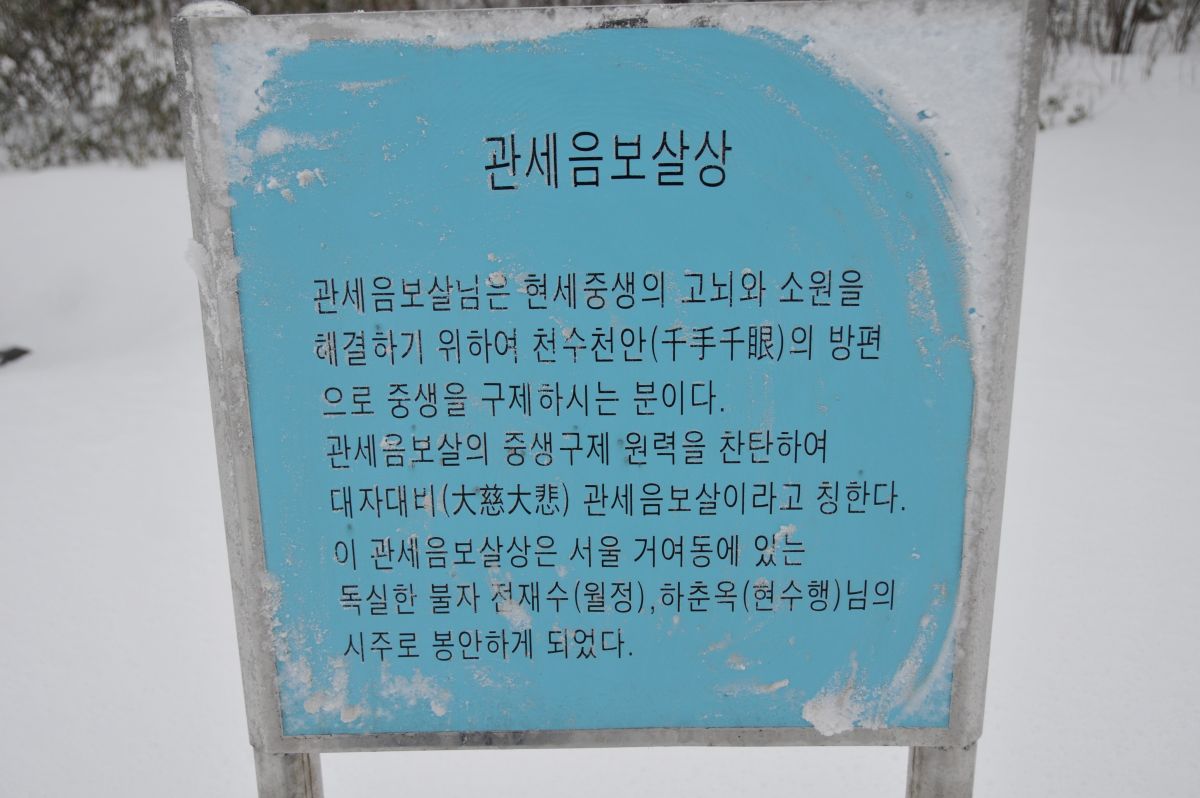 관세음보살상
관세음보살님은 현세중생의 고뇌와 소원을
해결하기 위하여 천수천안(千手千眼)의 방편
으로 중생을 구제하시는 분이다.
관세음보살의 중생구제 원력을 찬탄하여
대자대비(大慈大悲) 관세음보살이라고 칭한다.
이 관세음보살상은 서울 거여동에 있는
독실한 불자 전재수(월정),하춘옥(현수행)님의
시주로 봉안하게 되었다.